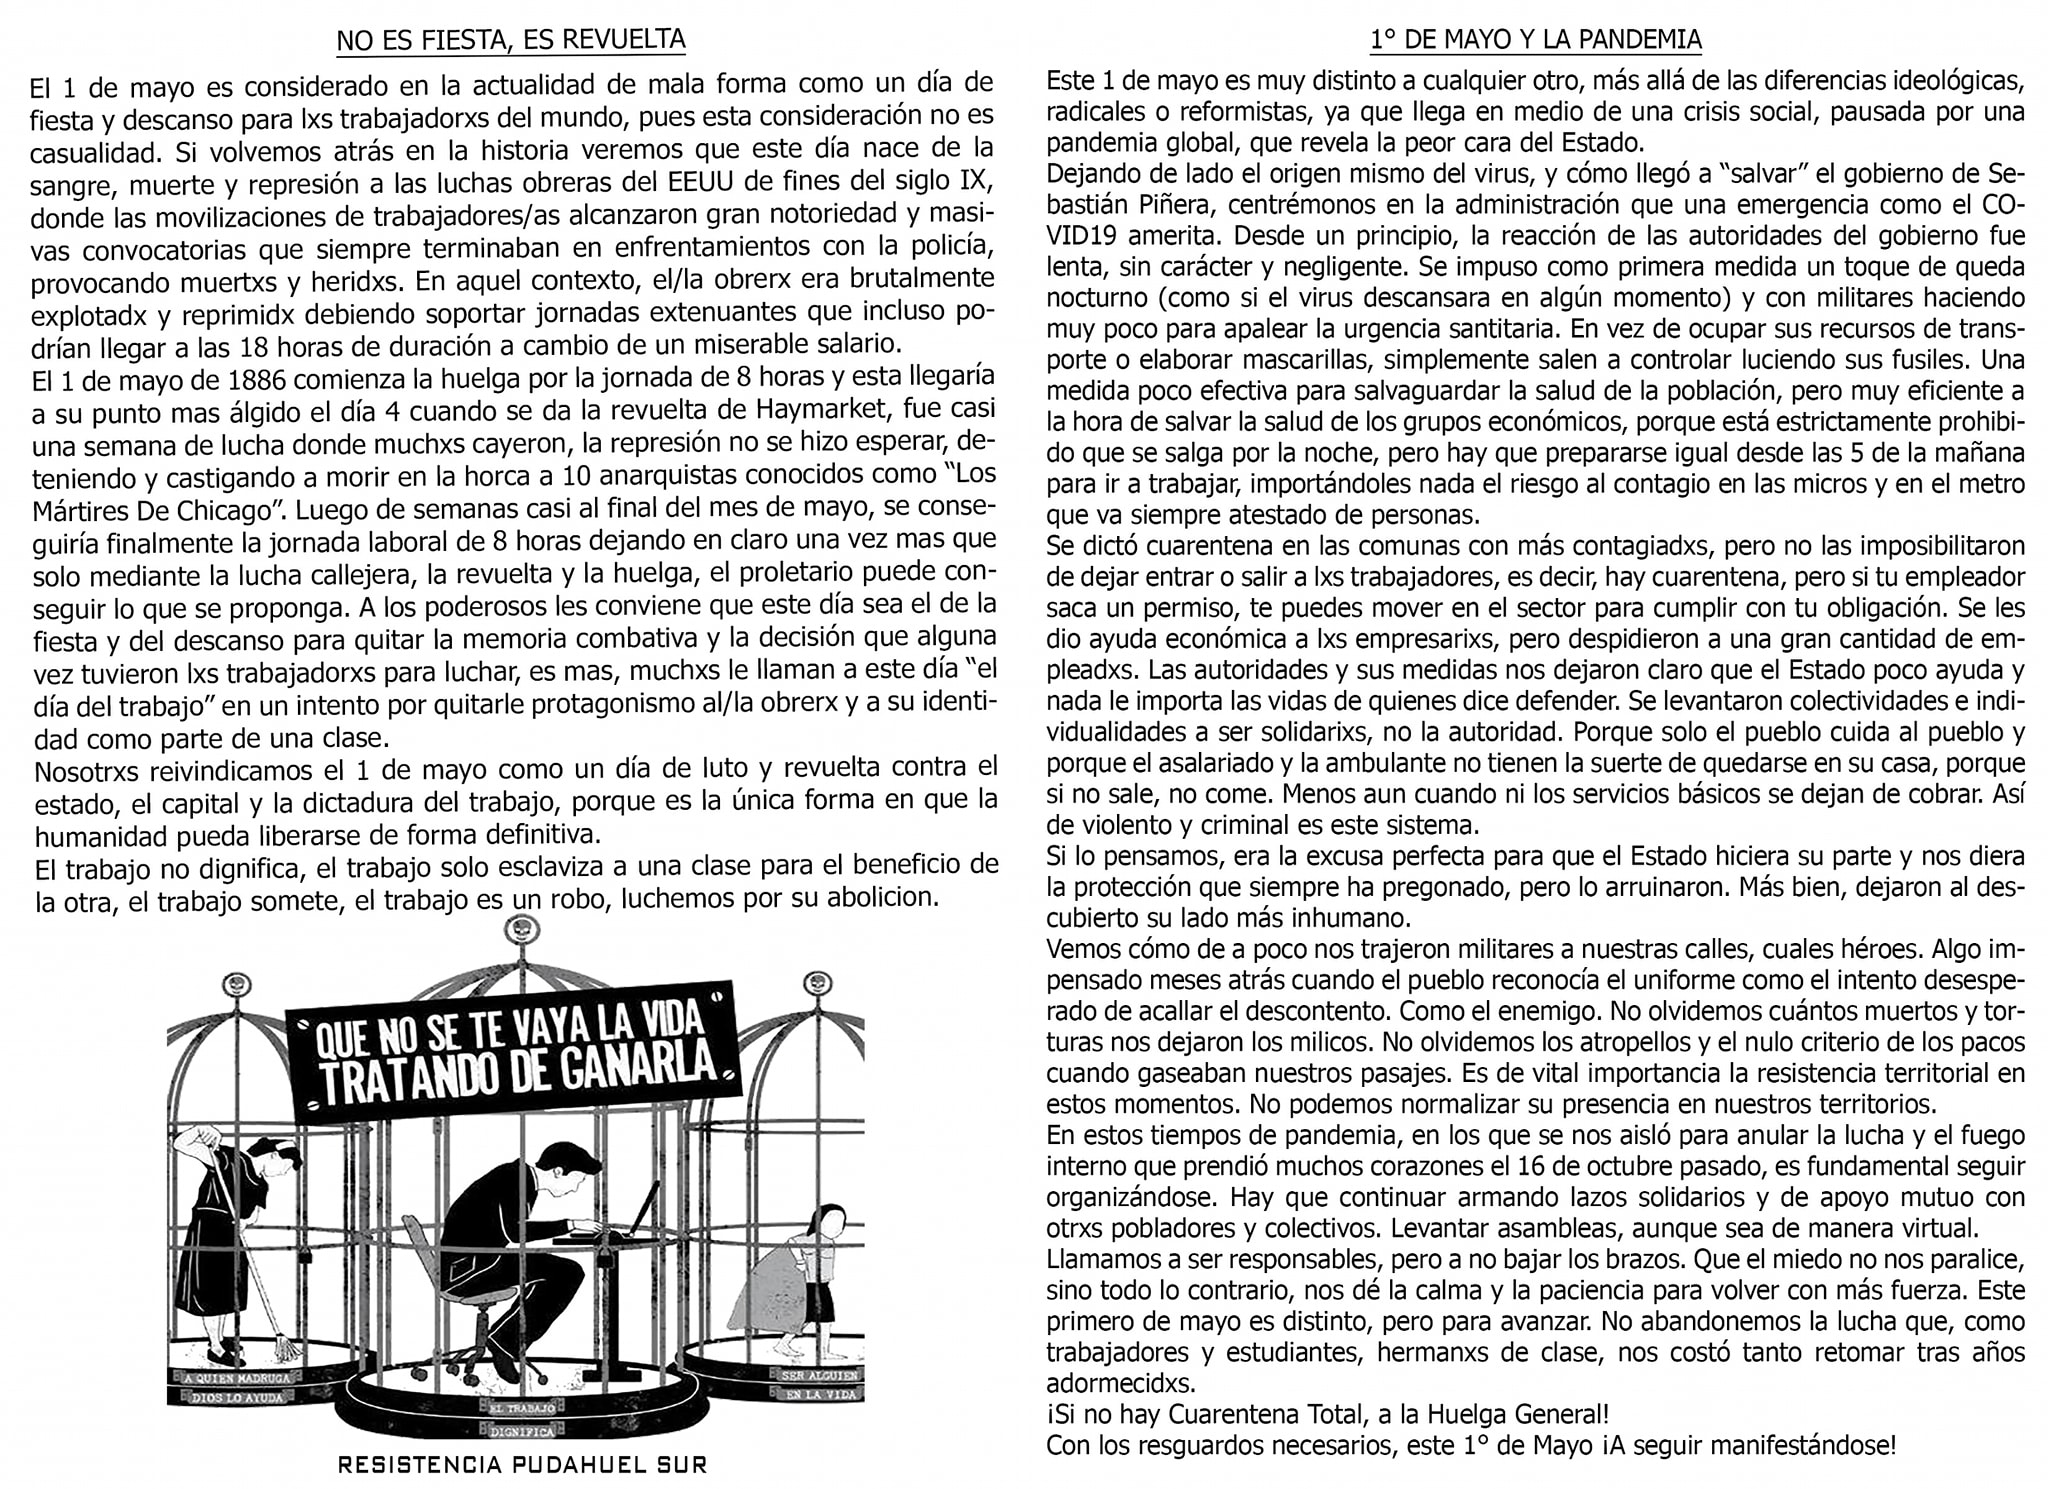 NO ES FIESTA, ES REVUELTA
El 1 de mayo es considerado en la actualidad de mala forma como un día de
fiesta y descanso para lxs trabajadorxs del mundo, pues esta consideración no es
casualidad. Si volvemos atrás en la historia veremos que este día nace de la
sangre, muerte y represión a las luchas obreras del EEUU de fines del siglo IX,
donde las movilizaciones de trabajadores/as alcanzaron gran notoriedad y masi-
vas convocatorias que siempre terminaban en enfrentamientos con la policía,
provocando muertxs y heridxs. En aquel contexto, el/la obrerx era brutalmente
explotadx y reprimidx debiendo soportar jornadas extenuantes que incluso po-
drían llegar a las 18 horas de duración a cambio de un miserable salario.
El 1 de mayo de 1886 comienza la huelga por la jornada de 8 horas y esta llegaría
a su punto mas álgido el día 4 cuando se da la revuelta de Haymarket, fue casi
una semana de lucha donde muchxs cayeron, la represión no se hizo esperar, de-
teniendo y castigando a morir en la horca a 10 anarquistas conocidos como “Los
Mártires De Chicago”. Luego de semanas casi al final del mes de mayo, se conse-
guiría finalmente la jornada laboral de 8 horas dejando en claro una vez mas que
solo mediante la lucha callejera, la revuelta y la huelga, el proletario puede con-
seguir lo que se proponga. A los poderosos les conviene que este día sea el de la
fiesta y del descanso para quitar la memoria combativa y la decisión que alguna
vez tuvieron lxs trabajadorxs para luchar, es mas, muchxs le llaman a este día “el
día del trabajo” en un intento por quitarle protagonismo al/la obrerx y a su identi-
dad como parte de una clase.
Nosotrxs reivindicamos el 1 de mayo como un día de luto y revuelta contra el
estado, el capital y la dictadura del trabajo, porque es la única forma en que la
humanidad pueda liberarse de forma definitiva.
El trabajo no dignifica, el trabajo solo esclaviza a una clase para el beneficio de
la otra, el trabajo somete, el trabajo es un robo, luchemos por su abolicion.
QUE NO SE TE VAYA LA VIDA
TRATANDO DE GANARLA
A QUIEN MADRUGA
DIOS LO AYUDA
EL TRABAJO
DIGNIFICA
SER ALGUIEN
EN LA VIDA
RESISTENCIA PUDAHUEL SUR
1° DE MAYO Y LA PANDEMIA
Este 1 de mayo es muy distinto a cualquier otro, más allá de las diferencias ideológicas,
radicales o reformistas, ya que llega en medio de una crisis social, pausada por una
pandemia global, que revela la peor cara del Estado.
Dejando de lado el origen mismo del virus, y cómo llegó a “salvar” el gobierno de Se-
bastián Piñera, centrémonos en la administración que una emergencia como el CO-
VID19 amerita. Desde un principio, la reacción de las autoridades del gobierno fue
lenta, sin carácter y negligente. Se impuso como primera medida un toque de queda
nocturno (como si el virus descansara en algún momento) y con militares haciendo
muy poco para apalear la urgencia santitaria. En vez de ocupar sus recursos de trans-
porte o elaborar mascarillas, simplemente salen a controlar luciendo sus fusiles. Una
medida poco efectiva para salvaguardar la salud de la población, pero muy eficiente a
la hora de salvar la salud de los grupos económicos, porque está estrictamente prohibi-
do que se salga por la noche, pero hay que prepararse igual desde las 5 de la mañana
para ir a trabajar, importándoles nada el riesgo al contagio en las micros y en el metro
que va siempre atestado de personas.
Se dictó cuarentena en las comunas con más contagiadxs, pero no las imposibilitaron
de dejar entrar o salir a lxs trabajadores, es decir, hay cuarentena, pero si tu empleador
saca un permiso, te puedes mover en el sector para cumplir con tu obligación. Se les
dio ayuda económica a lxs empresarixs, pero despidieron a una gran cantidad de em-
pleadxs. Las autoridades y sus medidas nos dejaron claro que el Estado poco ayuda y
nada le importa las vidas de quienes dice defender. Se levantaron colectividades e indi-
vidualidades a ser solidarixs, no la autoridad. Porque solo el pueblo cuida al pueblo y
porque el asalariado y la ambulante no tienen la suerte de quedarse en su casa, porque
si no sale, no come. Menos aun cuando ni los servicios básicos se dejan de cobrar. Así
de violento y criminal es este sistema.
Si lo pensamos, era la excusa perfecta para que el Estado hiciera su parte y nos diera
la protección que siempre ha pregonado, pero lo arruinaron. Más bien, dejaron al des-
cubierto su lado más inhumano.
Vemos cómo de a poco nos trajeron militares a nuestras calles, cuales héroes. Algo im-
pensado meses atrás cuando el pueblo reconocía el uniforme como el intento desespe-
rado de acallar el descontento. Como el enemigo. No olvidemos cuántos muertos y tor-
turas nos dejaron los milicos. No olvidemos los atropellos y el nulo criterio de los pacos
cuando gaseaban nuestros pasajes. Es de vital importancia la resistencia territorial en
estos momentos. No podemos normalizar su presencia en nuestros territorios.
En estos tiempos de pandemia, en los que se nos aisló para anular la lucha y el fuego
interno que prendió muchos corazones el 16 de octubre pasado, es fundamental seguir
organizándose. Hay que continuar armando lazos solidarios y de apoyo mutuo con
otrxs pobladores y colectivos. Levantar asambleas, aunque sea de manera virtual.
Llamamos a ser responsables, pero a no bajar los brazos. Que el miedo no nos paralice,
sino todo lo contrario, nos dé la calma y la paciencia para volver con más fuerza. Este
primero de mayo es distinto, pero para avanzar. No abandonemos la lucha que, como
trabajadores y estudiantes, hermanxs de clase, nos costó tanto retomar tras años
adormecidxs.
¡Si no hay Cuarentena Total, a la Huelga General!
Con los resguardos necesarios, este 1° de Mayo ¡A seguir manifestándose!